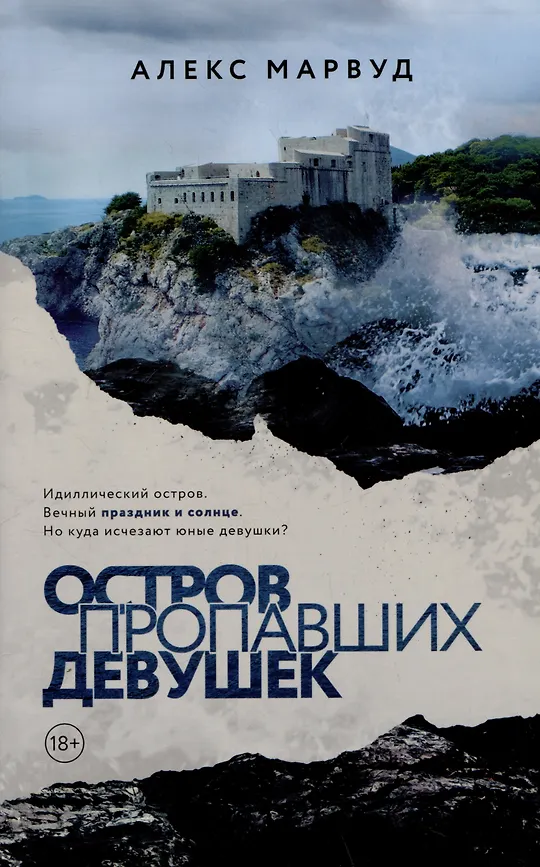 АЛЕКС МАРВУД
Идиллический остров.
Вечный праздник и солнце.
Но куда исчезают юные девушки?
ОСТРОВ
ПРОПАВШИХ
ДЕВУШЕК
18+